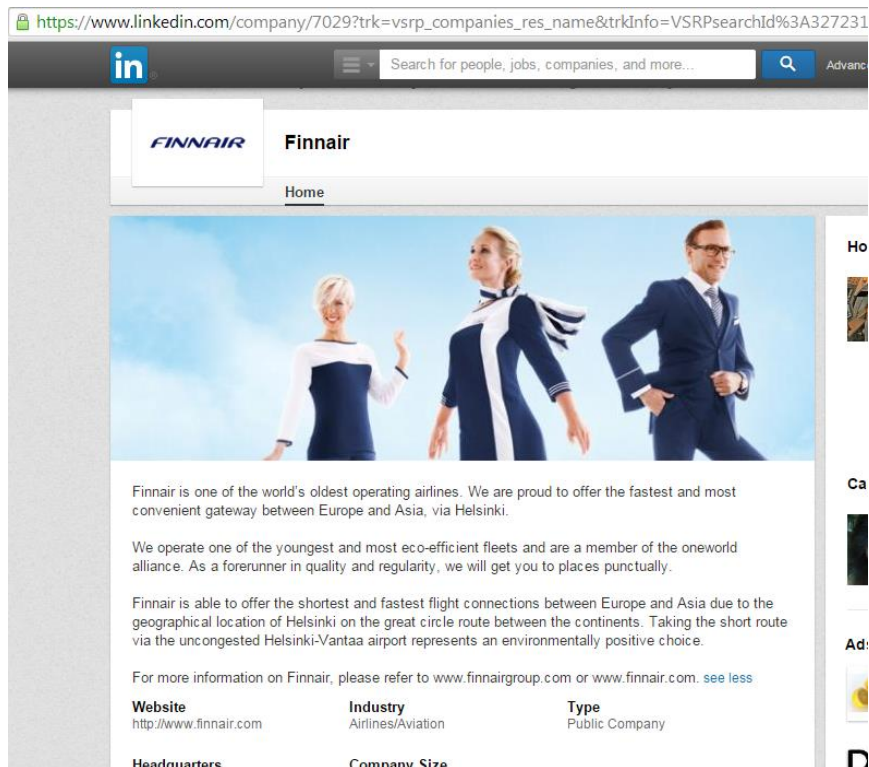 https://www.linkedin.com/company/7029?trk=vsrp_companies_res_name&trkInfo=VSRPsearchId%3A327231
in
Search for people, jobs, companies, and more...
Advanc
FINNAIR
Finnair
Home
Ho
Finnair is one of the world's oldest operating airlines. We are proud to offer the fastest and most
convenient gateway between Europe and Asia, via Helsinki.
Ca
We operate one of the youngest and most eco-efficient fleets and are a member of the oneworld
alliance. As a forerunner in quality and regularity, we will get you to places punctually.
Finnair is able to offer the shortest and fastest flight connections between Europe and Asia due to the
geographical location of Helsinki on the great circle route between the continents. Taking the short route
via the uncongested Helsinki-Vantaa airport represents an environmentally positive choice.
Ads
For more information on Finnair, please refer to www.finnairgroup.com or www.finnair.com. see less
Website Industry Type
http://www.finnair.com Airlines/Aviation Public Company
Headquarters Company Size